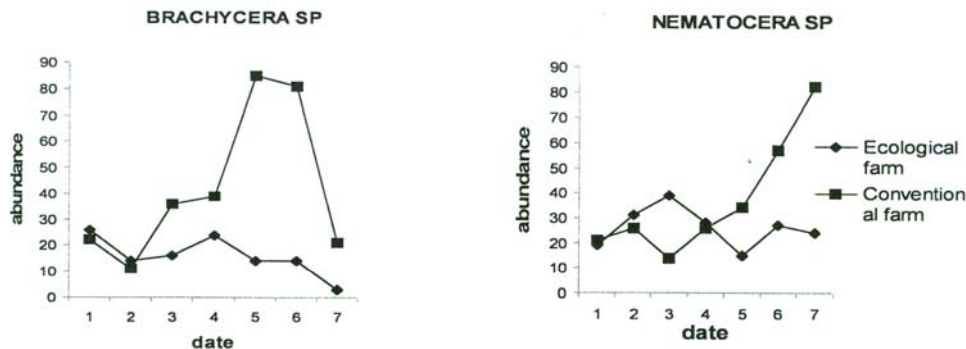 BRACHYCERA SP
90
80
70
60
50
40
30
20
10
0
abundance
1 2 3 4 5 6 7
date
NEMATOCERA SP
90
80
70
60
50
40
30
20
10
0
abundance
1 2 3 4 5 6 7
date
Ecological
farm
Convention
al farm